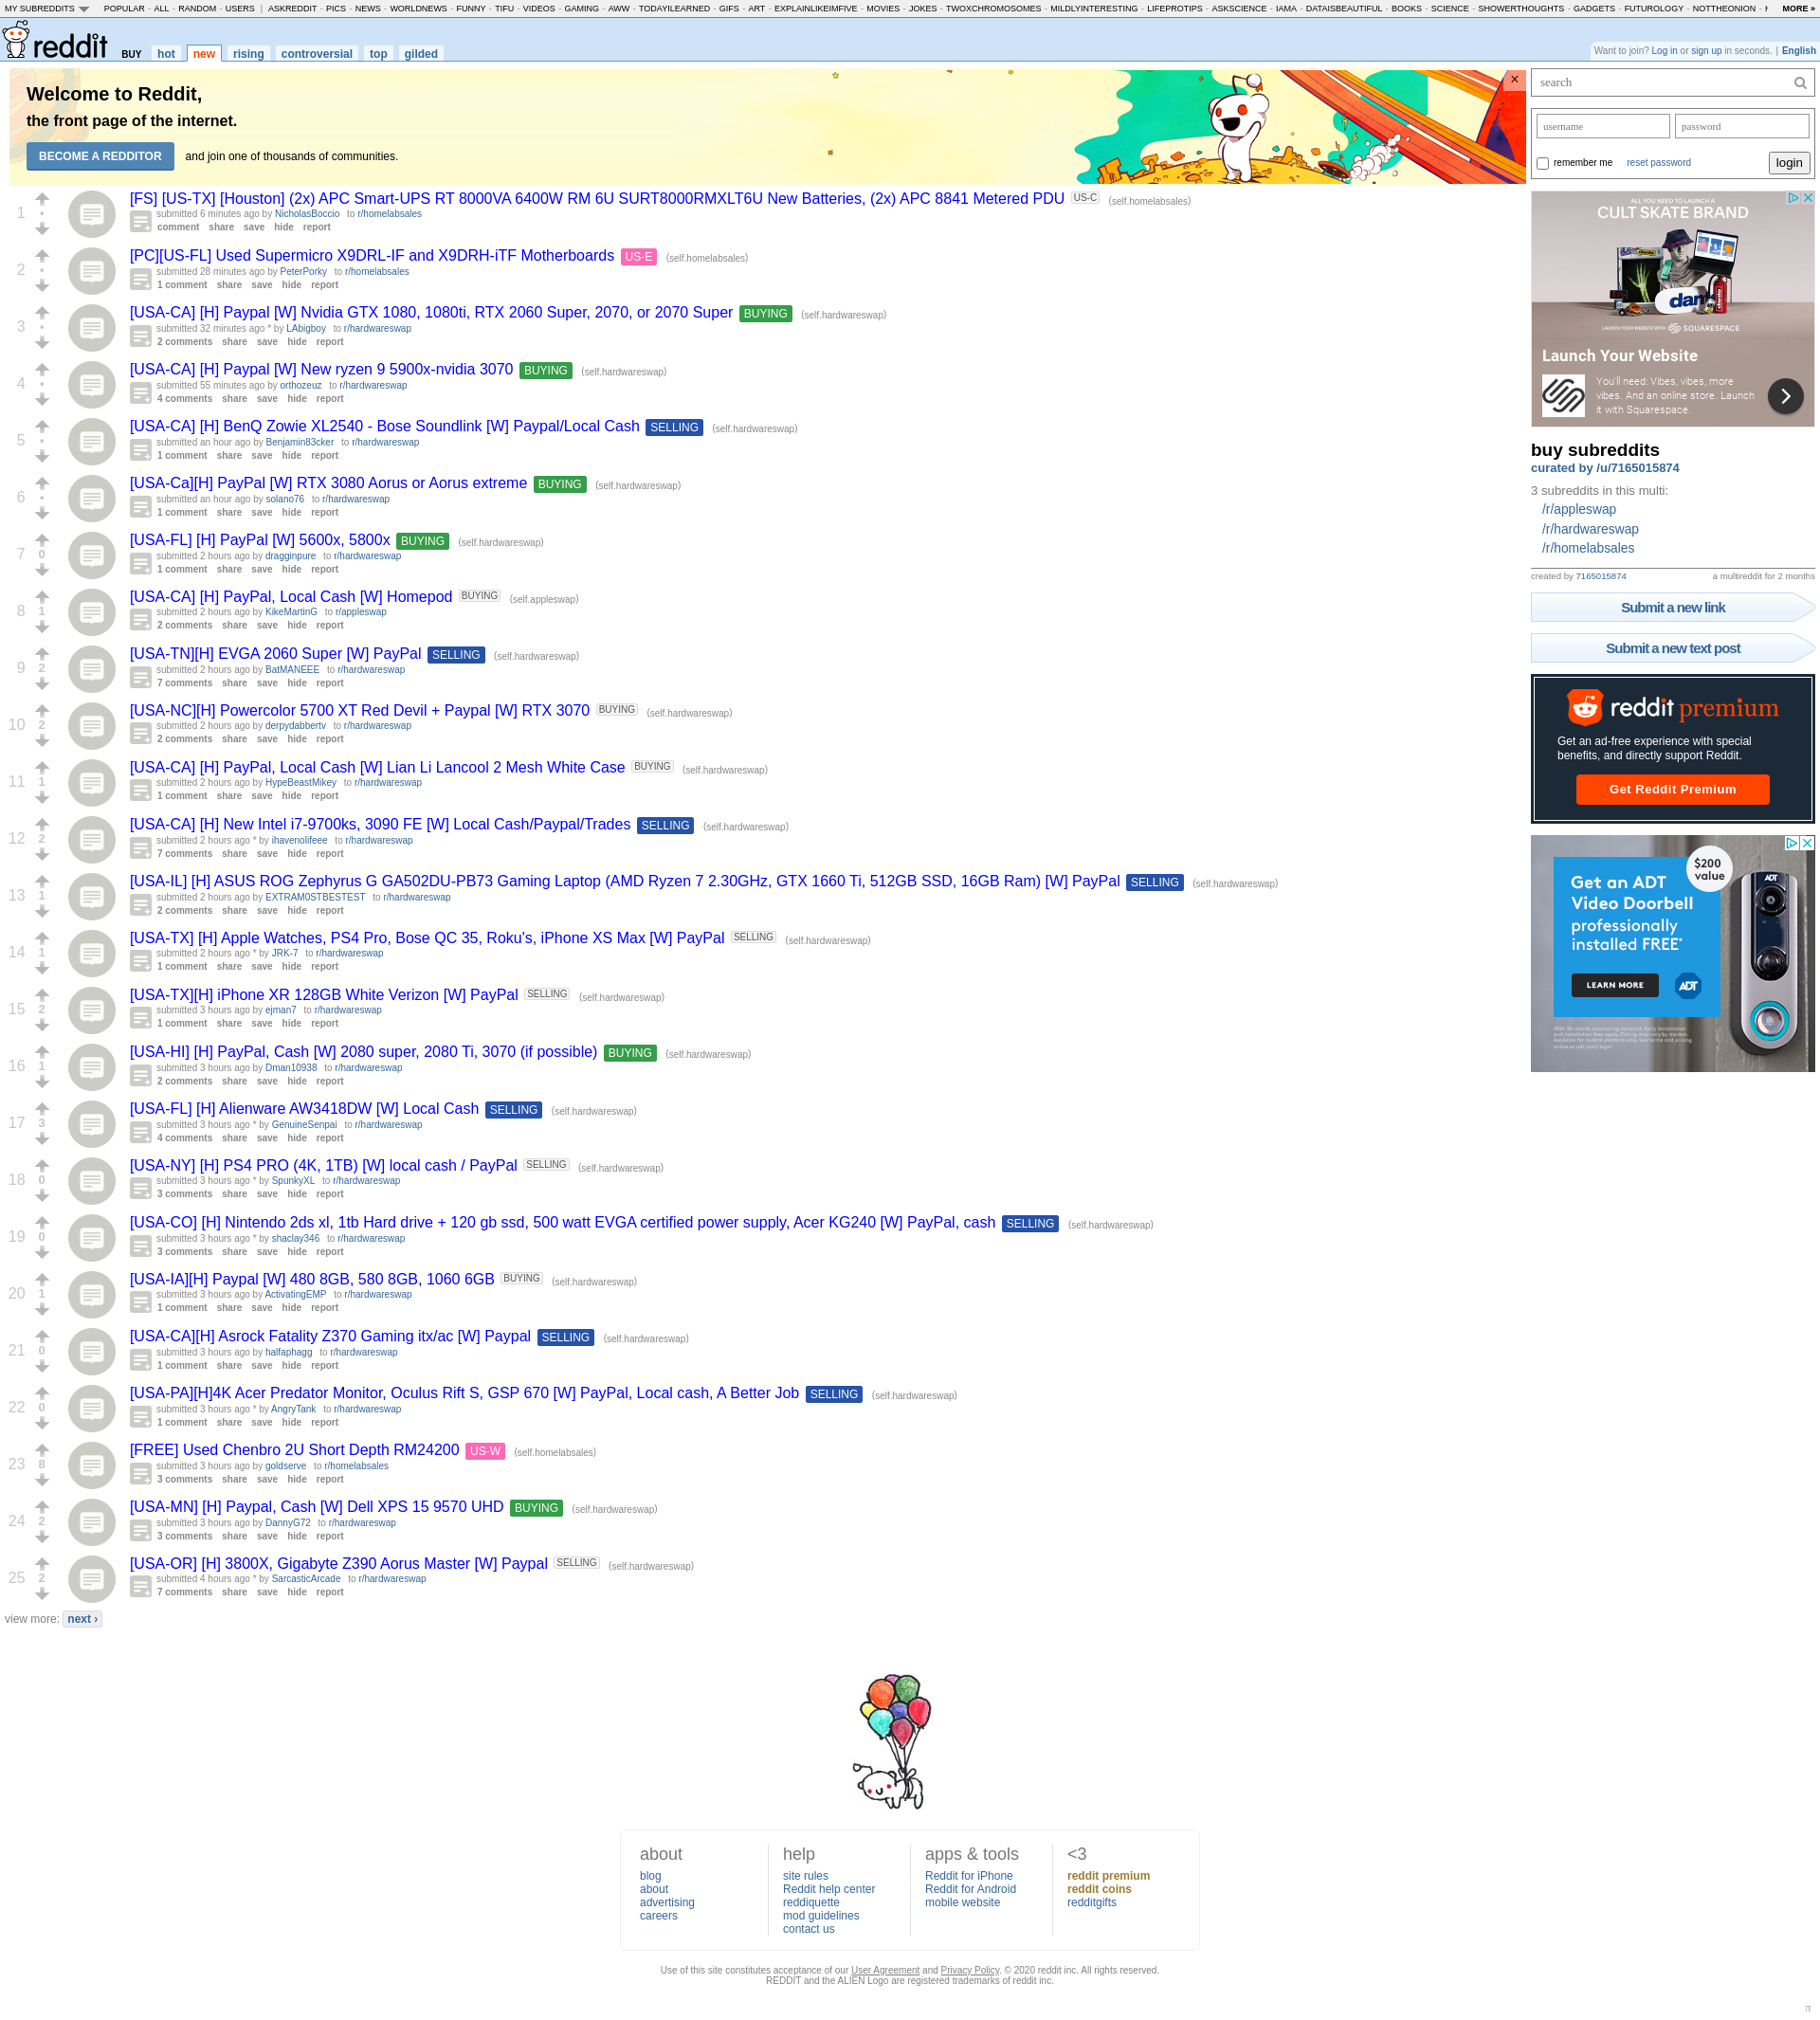 MY SUBREDDITS POPULAR - ALL - RANDOM - USERS | ASKREDDIT - PICS - NEWS - WORLDNEWS - FUNNY - TIFU - VIDEOS - GAMING - AWW - TODAYILEARNED - GIFS - ART - EXPLAINLIKEIMFIVE - MOVIES - JOKES - TWOXCHROMOSOMES - MILDLYINTERESTING - LIFEPROTIPS - ASKSCIENCE - IAMA - DATAISBEAUTIFUL - BOOKS - SCIENCE - SHOWERTHOUGHTS - GADGETS - FUTUROLOGY - NOTTHEONION - MORE »
reddit BUY hot new rising controversial top gilded
Want to join? Log in or sign up in seconds. | English
Welcome to Reddit,
the front page of the internet.
BECOME A REDDITOR and join one of thousands of communities.
×
1
[FS] [US-TX] [Houston] (2x) APC Smart-UPS RT 8000VA 6400W RM 6U SURT8000RMXLT6U New Batteries, (2x) APC 8841 Metered PDU US-C (self.homelabsales)
submitted 6 minutes ago by NicholasBoccio to r/homelabsales
comment share save hide report
2
[PC][US-FL] Used Supermicro X9DRL-IF and X9DRH-iTF Motherboards US-E (self.homelabsales)
submitted 28 minutes ago by PeterPorky to r/homelabsales
1 comment share save hide report
3
[USA-CA] [H] Paypal [W] Nvidia GTX 1080, 1080ti, RTX 2060 Super, 2070, or 2070 Super BUYING (self.hardwareswap)
submitted 32 minutes ago * by LAbigboy to r/hardwareswap
2 comments share save hide report
4
[USA-CA] [H] Paypal [W] New ryzen 9 5900x-nvidia 3070 BUYING (self.hardwareswap)
submitted 55 minutes ago by orthozeuz to r/hardwareswap
4 comments share save hide report
5
[USA-CA] [H] BenQ Zowie XL2540 - Bose Soundlink [W] Paypal/Local Cash SELLING (self.hardwareswap)
submitted an hour ago by Benjamin83cker to r/hardwareswap
1 comment share save hide report
6
[USA-Ca][H] PayPal [W] RTX 3080 Aorus or Aorus extreme BUYING (self.hardwareswap)
submitted an hour ago by solano76 to r/hardwareswap
1 comment share save hide report
7 0
[USA-FL] [H] PayPal [W] 5600x, 5800x BUYING (self.hardwareswap)
submitted 2 hours ago by dragginpure to r/hardwareswap
1 comment share save hide report
8 1
[USA-CA] [H] PayPal, Local Cash [W] Homepod BUYING (self.appleswap)
submitted 2 hours ago by KikeMartinG to r/appleswap
2 comments share save hide report
9 2
[USA-TN][H] EVGA 2060 Super [W] PayPal SELLING (self.hardwareswap)
submitted 2 hours ago by BatMANEEE to r/hardwareswap
7 comments share save hide report
10 2
[USA-NC][H] Powercolor 5700 XT Red Devil + Paypal [W] RTX 3070 BUYING (self.hardwareswap)
submitted 2 hours ago by derpydabbertv to r/hardwareswap
2 comments share save hide report
11 1
[USA-CA] [H] PayPal, Local Cash [W] Lian Li Lancool 2 Mesh White Case BUYING (self.hardwareswap)
submitted 2 hours ago by HypeBeastMikey to r/hardwareswap
1 comment share save hide report
12 2
[USA-CA] [H] New Intel i7-9700ks, 3090 FE [W] Local Cash/Paypal/Trades SELLING (self.hardwareswap)
submitted 2 hours ago * by ihavenolifeee to r/hardwareswap
7 comments share save hide report
13 1
[USA-IL] [H] ASUS ROG Zephyrus G GA502DU-PB73 Gaming Laptop (AMD Ryzen 7 2.30GHz, GTX 1660 Ti, 512GB SSD, 16GB Ram) [W] PayPal SELLING (self.hardwareswap)
submitted 2 hours ago by EXTRAM0STBESTEST to r/hardwareswap
2 comments share save hide report
14 1
[USA-TX] [H] Apple Watches, PS4 Pro, Bose QC 35, Roku's, iPhone XS Max [W] PayPal SELLING (self.hardwareswap)
submitted 2 hours ago * by JRK-7 to r/hardwareswap
1 comment share save hide report
15 2
[USA-TX][H] iPhone XR 128GB White Verizon [W] PayPal SELLING (self.hardwareswap)
submitted 3 hours ago by ejman7 to r/hardwareswap
1 comment share save hide report
16 1
[USA-HI] [H] PayPal, Cash [W] 2080 super, 2080 Ti, 3070 (if possible) BUYING (self.hardwareswap)
submitted 3 hours ago by Dman10938 to r/hardwareswap
2 comments share save hide report
17 3
[USA-FL] [H] Alienware AW3418DW [W] Local Cash SELLING (self.hardwareswap)
submitted 3 hours ago * by GenuineSenpai to r/hardwareswap
4 comments share save hide report
18 0
[USA-NY] [H] PS4 PRO (4K, 1TB) [W] local cash / PayPal SELLING (self.hardwareswap)
submitted 3 hours ago * by SpunkyXL to r/hardwareswap
3 comments share save hide report
19 0
[USA-CO] [H] Nintendo 2ds xl, 1tb Hard drive + 120 gb ssd, 500 watt EVGA certified power supply, Acer KG240 [W] PayPal, cash SELLING (self.hardwareswap)
submitted 3 hours ago * by shaclay346 to r/hardwareswap
3 comments share save hide report
20 1
[USA-IA][H] Paypal [W] 480 8GB, 580 8GB, 1060 6GB BUYING (self.hardwareswap)
submitted 3 hours ago by ActivatingEMP to r/hardwareswap
1 comment share save hide report
21 0
[USA-CA][H] Asrock Fatality Z370 Gaming itx/ac [W] Paypal SELLING (self.hardwareswap)
submitted 3 hours ago by halfaphagg to r/hardwareswap
1 comment share save hide report
22 0
[USA-PA][H]4K Acer Predator Monitor, Oculus Rift S, GSP 670 [W] PayPal, Local cash, A Better Job SELLING (self.hardwareswap)
submitted 3 hours ago * by AngryTank to r/hardwareswap
1 comment share save hide report
23 8
[FREE] Used Chenbro 2U Short Depth RM24200 US-W (self.homelabsales)
submitted 3 hours ago by goldserve to r/homelabsales
3 comments share save hide report
24 2
[USA-MN] [H] Paypal, Cash [W] Dell XPS 15 9570 UHD BUYING (self.hardwareswap)
submitted 3 hours ago by DannyG72 to r/hardwareswap
3 comments share save hide report
25 2
[USA-OR] [H] 3800X, Gigabyte Z390 Aorus Master [W] Paypal SELLING (self.hardwareswap)
submitted 4 hours ago * by SarcasticArcade to r/hardwareswap
7 comments share save hide report
view more: next ›
search
username password
remember me reset password login
ALL YOU NEED TO LAUNCH A
CULT SKATE BRAND
dant
LAUNCH YOUR WEBSITE WITH SQUARESPACE
Launch Your Website
You'll need: Vibes, vibes, more
vibes. And an online store. Launch
it with Squarespace.
buy subreddits
curated by /u/7165015874
3 subreddits in this multi:
/r/appleswap
/r/hardwareswap
/r/homelabsales
created by 7165015874 a multireddit for 2 months
Submit a new link
Submit a new text post
reddit premium
Get an ad-free experience with special
benefits, and directly support Reddit.
Get Reddit Premium
$200
value
Get an ADT
Video Doorbell
professionally
installed FREE*
LEARN MORE ADT
ADT
about
blog
about
advertising
careers
help
site rules
Reddit help center
reddiquette
mod guidelines
contact us
apps & tools
Reddit for iPhone
Reddit for Android
mobile website
<3
reddit premium
reddit coins
redditgifts
Use of this site constitutes acceptance of our User Agreement and Privacy Policy. © 2020 reddit inc. All rights reserved.
REDDIT and the ALIEN Logo are registered trademarks of reddit inc.
π